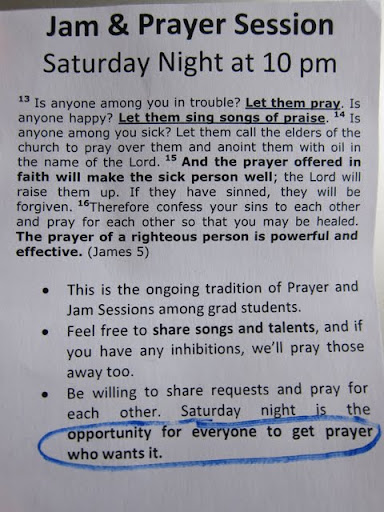 Jam & Prayer Session
Saturday Night at 10 pm
13 Is anyone among you in trouble? Let them pray. Is
anyone happy? Let them sing songs of praise. 14 Is
anyone among you sick? Let them call the elders of the
church to pray over them and anoint them with oil in
the name of the Lord. 15 And the prayer offered in
faith will make the sick person well; the Lord will
raise them up. If they have sinned, they will be
forgiven. 16Therefore confess your sins to each other
and pray for each other so that you may be healed.
The prayer of a righteous person is powerful and
effective. (James 5)
• This is the ongoing tradition of Prayer and
Jam Sessions among grad students.
• Feel free to share songs and talents, and if
you have any inhibitions, we'll pray those
away too.
• Be willing to share requests and pray for
each other. Saturday night is the
opportunity for everyone to get prayer
who wants it.